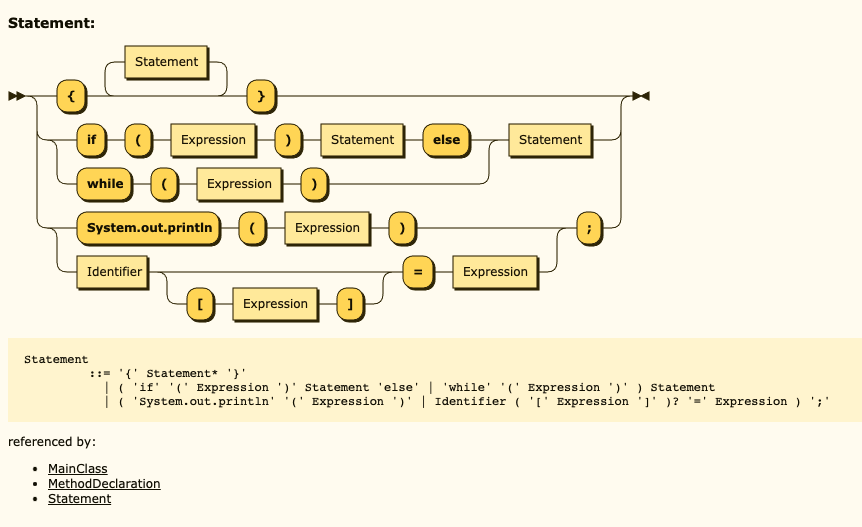 Statement:
Statement
{ }
if ( Expression ) Statement else Statement
while ( Expression )
System.out.println ( Expression ) ;
Identifier = Expression
[ Expression ]
Statement
::= '{' Statement* '}'
| ( 'if' '(' Expression ')' Statement 'else' | 'while' '(' Expression ')' ) Statement
| ( 'System.out.println' '(' Expression ')' | Identifier ( '[' Expression ']' )? '=' Expression ) ';'
referenced by:
• MainClass
• MethodDeclaration
• Statement